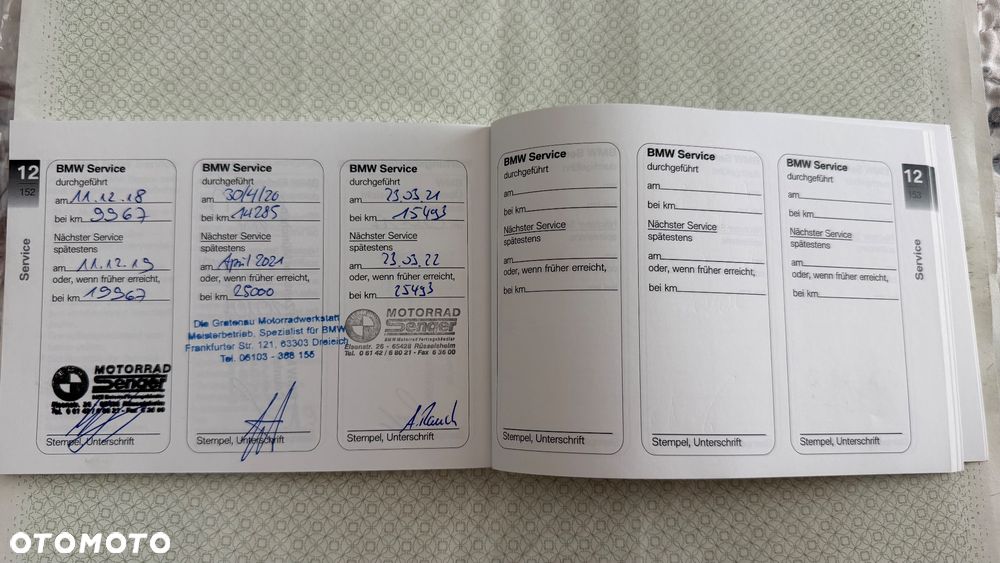 12
152
Service
BMW Service
durchgeführt
am 11.12.18
bei km 9967
Nächster Service
spätestens
am 11.12.19
oder, wenn früher erreicht,
bei km 19967
MOTORRAD
Senger
Stempel, Unterschrift
BMW Service
durchgeführt
am 30/4/20
bei km 14285
Nächster Service
spätestens
am April 2021
oder, wenn früher erreicht,
bei km 25000
Die Gretenau Motorradwerkstatt
Meisterbetrieb, Spezialist für BMW
Frankfurter Str. 121, 63303 Dreieich
Tel. 06103 - 388 155
Stempel, Unterschrift
BMW Service
durchgeführt
am 23.03.21
bei km 15493
Nächster Service
spätestens
am 23.03.22
oder, wenn früher erreicht,
bei km 25493
MOTORRAD
Senger
BMW Motorrad Vertragshändler
Eisenstr. 26 - 65428 Rüsselsheim
Tel. 0 61 42 / 6 80 21 - Fax 6 36 00
A. Rauch
Stempel, Unterschrift
BMW Service
durchgeführt
am
bei km
Nächster Service
spätestens
am
oder, wenn früher erreicht,
bei km
Stempel, Unterschrift
BMW Service
durchgeführt
am
bei km
Nächster Service
spätestens
am
oder, wenn früher erreicht,
bei km
Stempel, Unterschrift
BMW Service
durchgeführt
am
bei km
Nächster Service
spätestens
am
oder, wenn früher erreicht,
bei km
Stempel, Unterschrift
12
153
Service
OTOMOTO